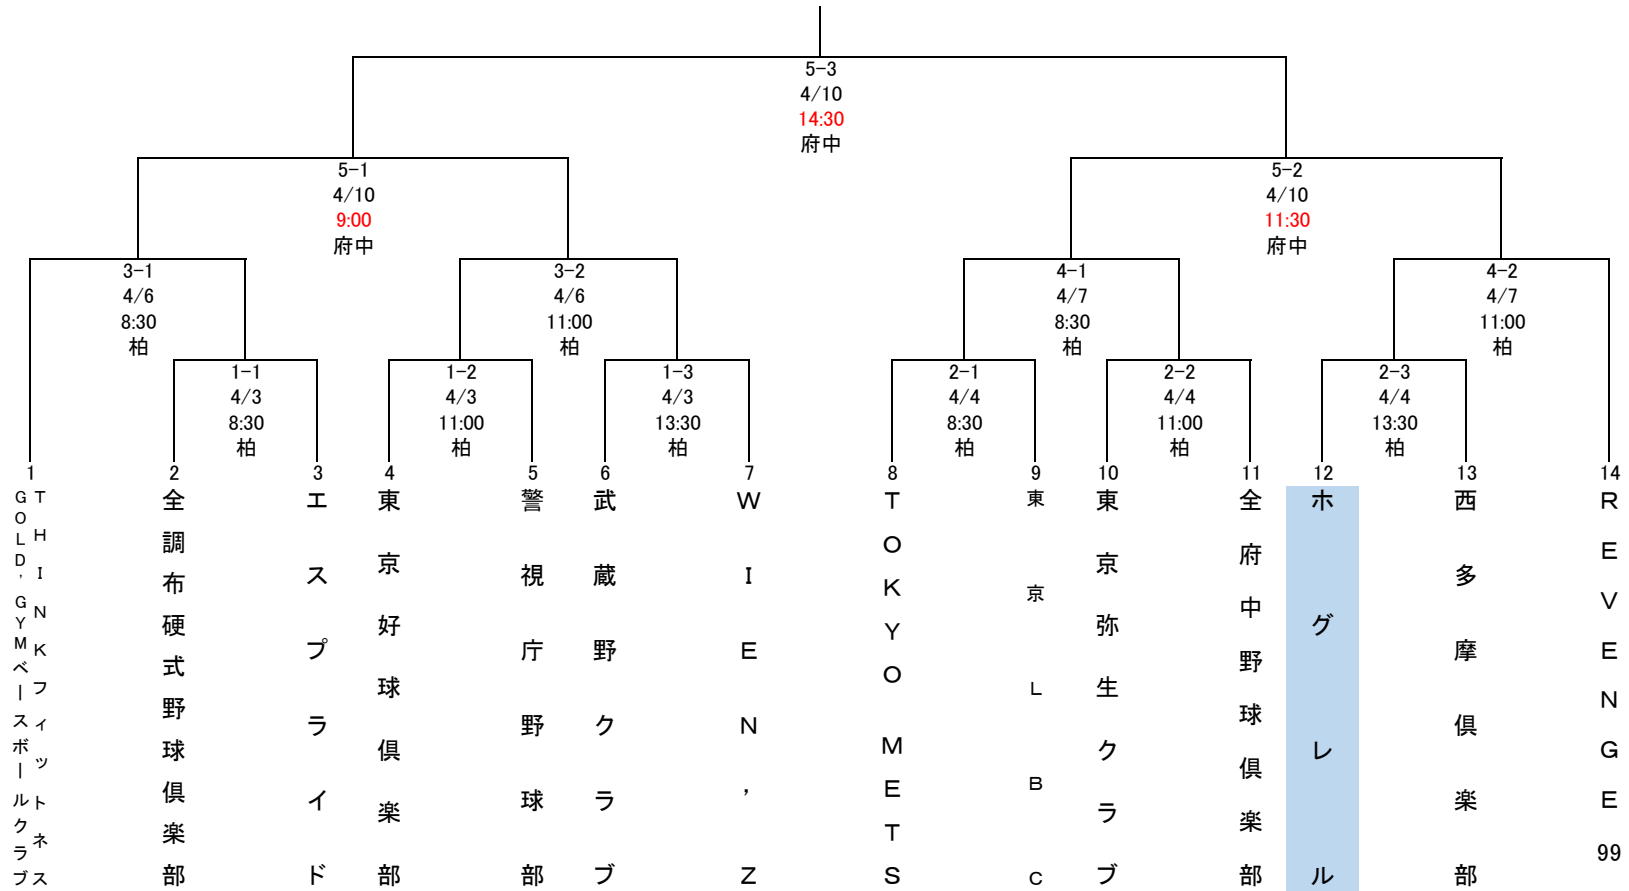 5-3
4/10
14:30
府中
5-1
4/10
9:00
府中
5-2
4/10
11:30
府中
3-1
4/6
8:30
柏
3-2
4/6
11:00
柏
4-1
4/7
8:30
柏
4-2
4/7
11:00
柏
1-1
4/3
8:30
柏
1-2
4/3
11:00
柏
1-3
4/3
13:30
柏
2-1
4/4
8:30
柏
2-2
4/4
11:00
柏
2-3
4/4
13:30
柏
1
2
3
4
5
6
7
8
9
10
11
12
13
14
THINKフィットネス
GOLD'GYMベースボールクラブ
全調布硬式野球倶楽部
エスプライド
東京好球倶楽部
警視庁野球部
武蔵野クラブ
WIEN'Z
TOKYO METS
東京LBC
東京弥生クラブ
全府中野球倶楽部
ホグレル
西多摩倶楽部
REVENGE99